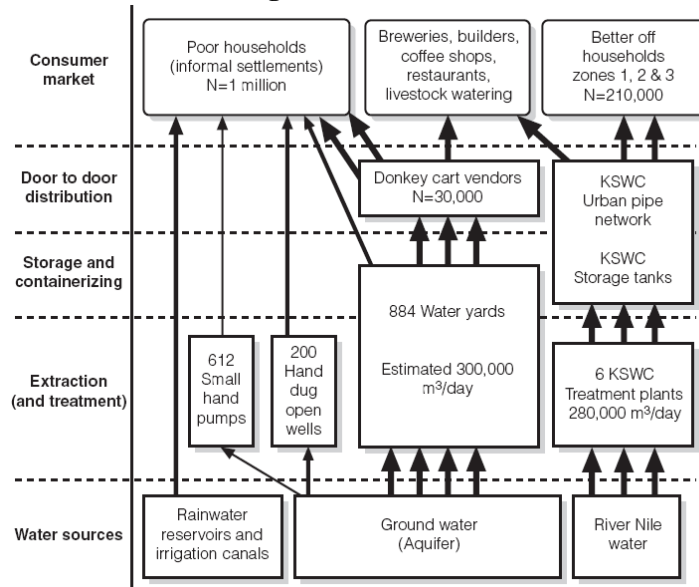 Consumer
market
Poor households
(informal settlements)
N=1 million
Breweries, builders,
coffee shops,
restaurants,
livestock watering
Better off
households
zones 1, 2 & 3
N=210,000
Door to door
distribution
Donkey cart vendors
N=30,000
KSWC
Urban pipe
network
Storage and
containerizing
KSWC
Storage tanks
884 Water yards
Extraction
(and treatment)
612
Small
hand
pumps
200
Hand
dug
open
wells
Estimated 300,000
m³/day
6 KSWC
Treatment plants
280,000 m³/day
Water sources
Rainwater
reservoirs and
irrigation canals
Ground water
(Aquifer)
River Nile
water